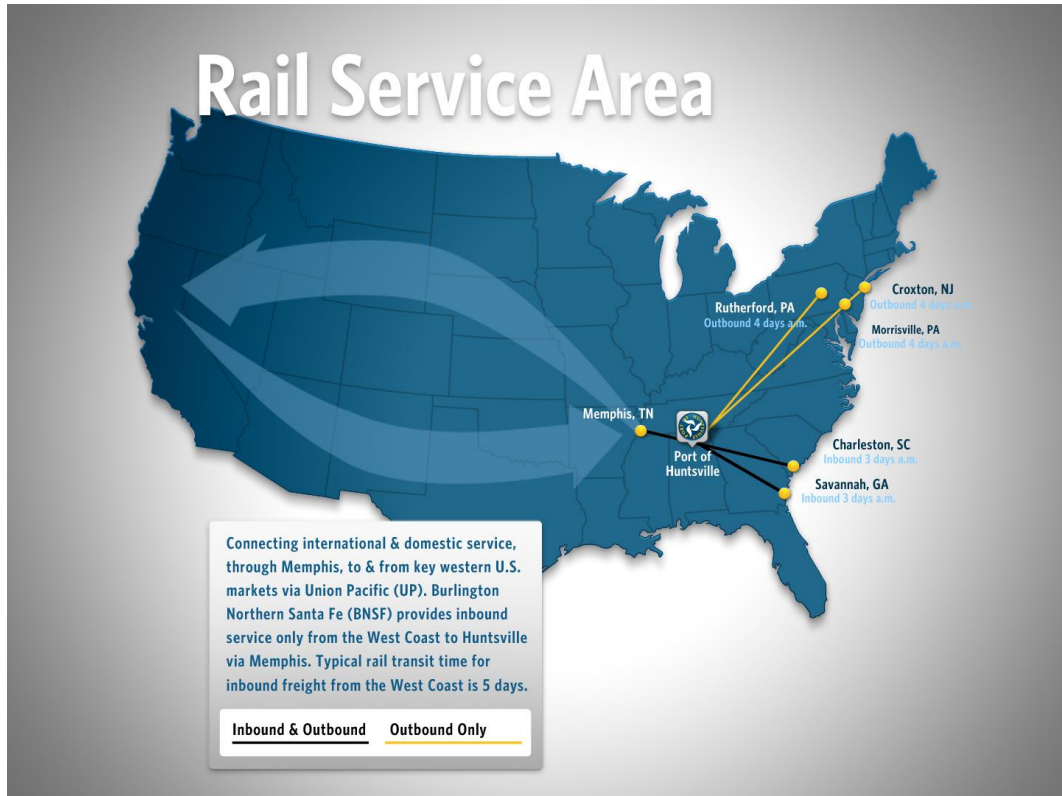 Rail Service Area
Croxton, NJ
Outbound 4 days a.m.
Rutherford, PA
Outbound 4 days a.m.
Morrisville, PA
Outbound 4 days a.m.
Memphis, TN
Port of
Huntsville
Charleston, SC
Inbound 3 days a.m.
Savannah, GA
Inbound 3 days a.m.
Connecting international & domestic service,
through Memphis, to & from key western U.S.
markets via Union Pacific (UP). Burlington
Northern Santa Fe (BNSF) provides inbound
service only from the West Coast to Huntsville
via Memphis. Typical rail transit time for
inbound freight from the West Coast is 5 days.
Inbound & Outbound
Outbound Only